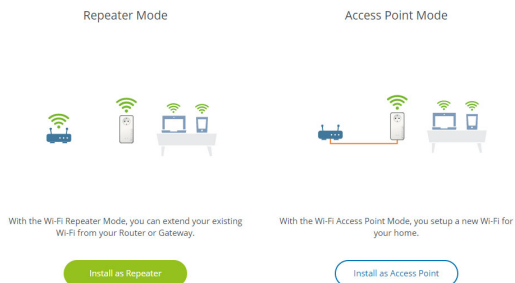 Repeater Mode
Access Point Mode
With the Wi-Fi Repeater Mode, you can extend your existing
Wi-Fi from your Router or Gateway.
With the Wi-Fi Access Point Mode, you setup a new Wi-Fi for
your home.
Install as Repeater
Install as Access Point